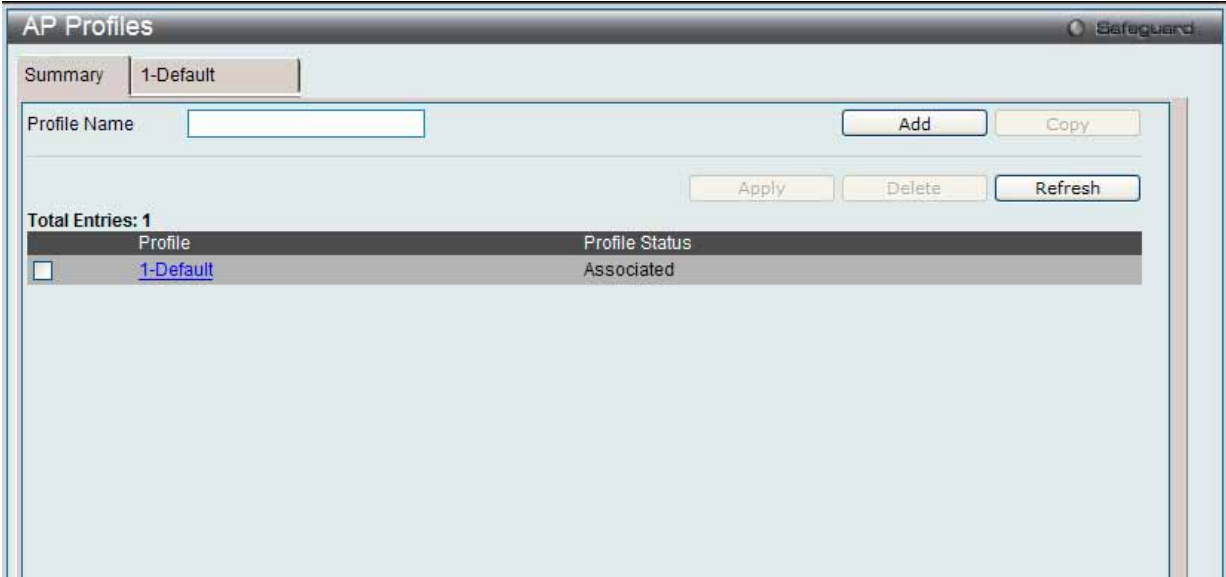 AP Profiles
Safeguard
Summary 1-Default
Profile Name Add Copy
Apply Delete Refresh
Total Entries: 1
Profile Profile Status
1-Default Associated